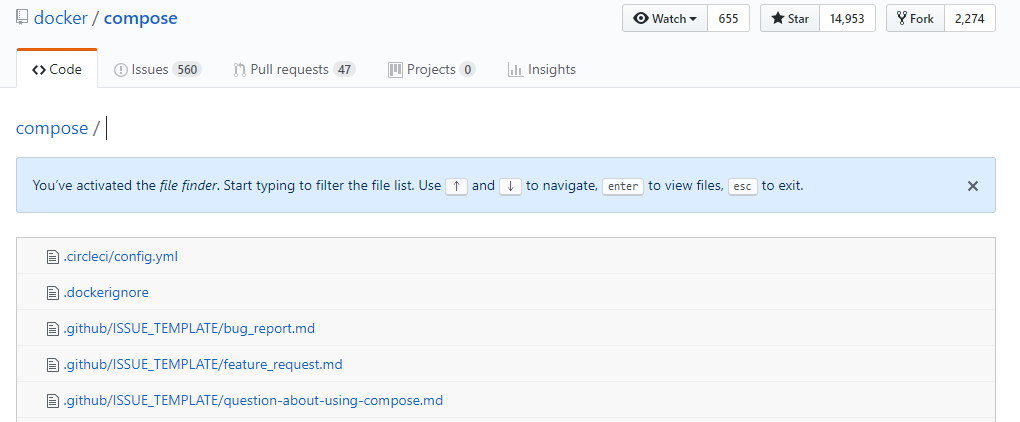 docker / compose Watch 655 Star 14,953 Fork 2,274
Code Issues 560 Pull requests 47 Projects 0 Insights
compose /
You’ve activated the file finder. Start typing to filter the file list. Use ↑ and ↓ to navigate, enter to view files, esc to exit. ×
.circleci/config.yml
.dockerignore
.github/ISSUE_TEMPLATE/bug_report.md
.github/ISSUE_TEMPLATE/feature_request.md
.github/ISSUE_TEMPLATE/question-about-using-compose.md